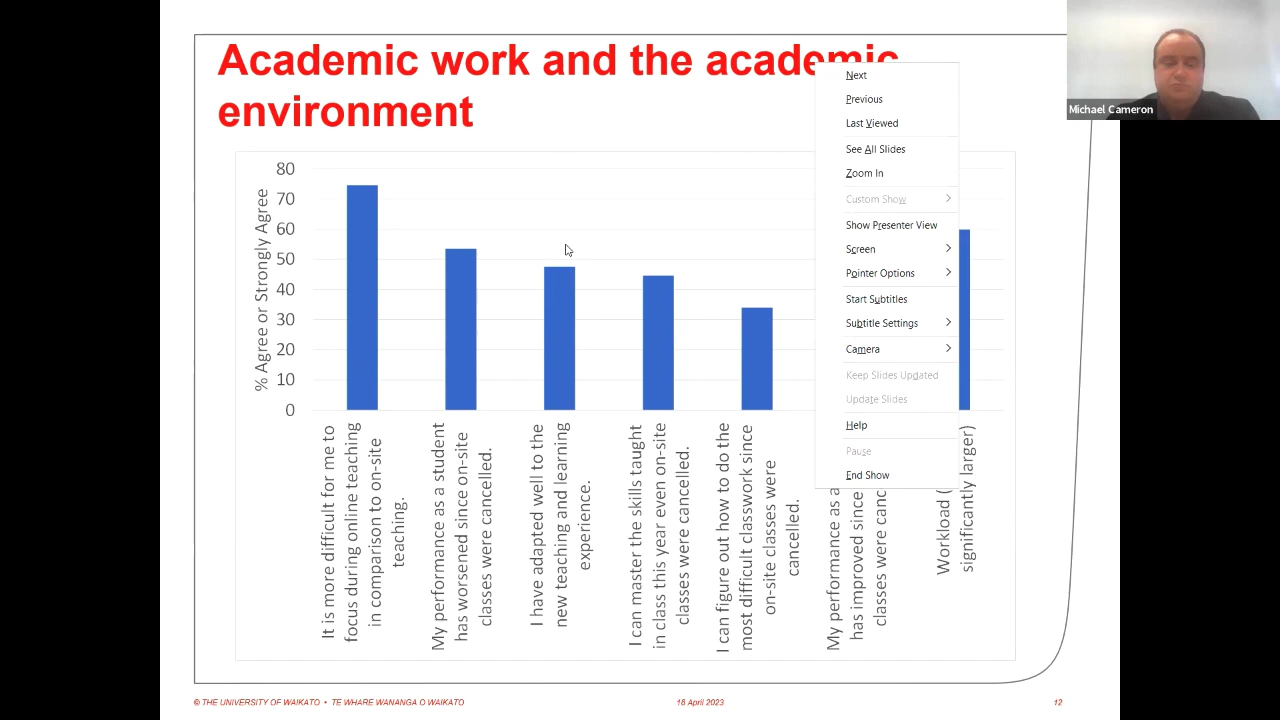 Academic work and the academic
environment
Michael Cameron
Next
Previous
Last Viewed
See All Slides
Zoom In
Custom Show
Show Presenter View
Screen
Pointer Options
Start Subtitles
Subtitle Settings
Camera
Keep Slides Updated
Update Slides
Help
Pause
End Show
% Agree or Strongly Agree
80
70
60
50
40
30
20
10
0
It is more difficult for me to
focus during online teaching
in comparison to on-site
teaching.
My performance as a student
has worsened since on-site
classes were cancelled.
I have adapted well to the
new teaching and learning
experience.
I can master the skills taught
in class this year even on-site
classes were cancelled.
I can figure out how to do the
most difficult classwork since
on-site classes were
cancelled.
My performance as a
has improved since
classes were canc
Workload (
significantly larger)
© THE UNIVERSITY OF WAIKATO • TE WHARE WANANGA O WAIKATO
18 April 2023
12